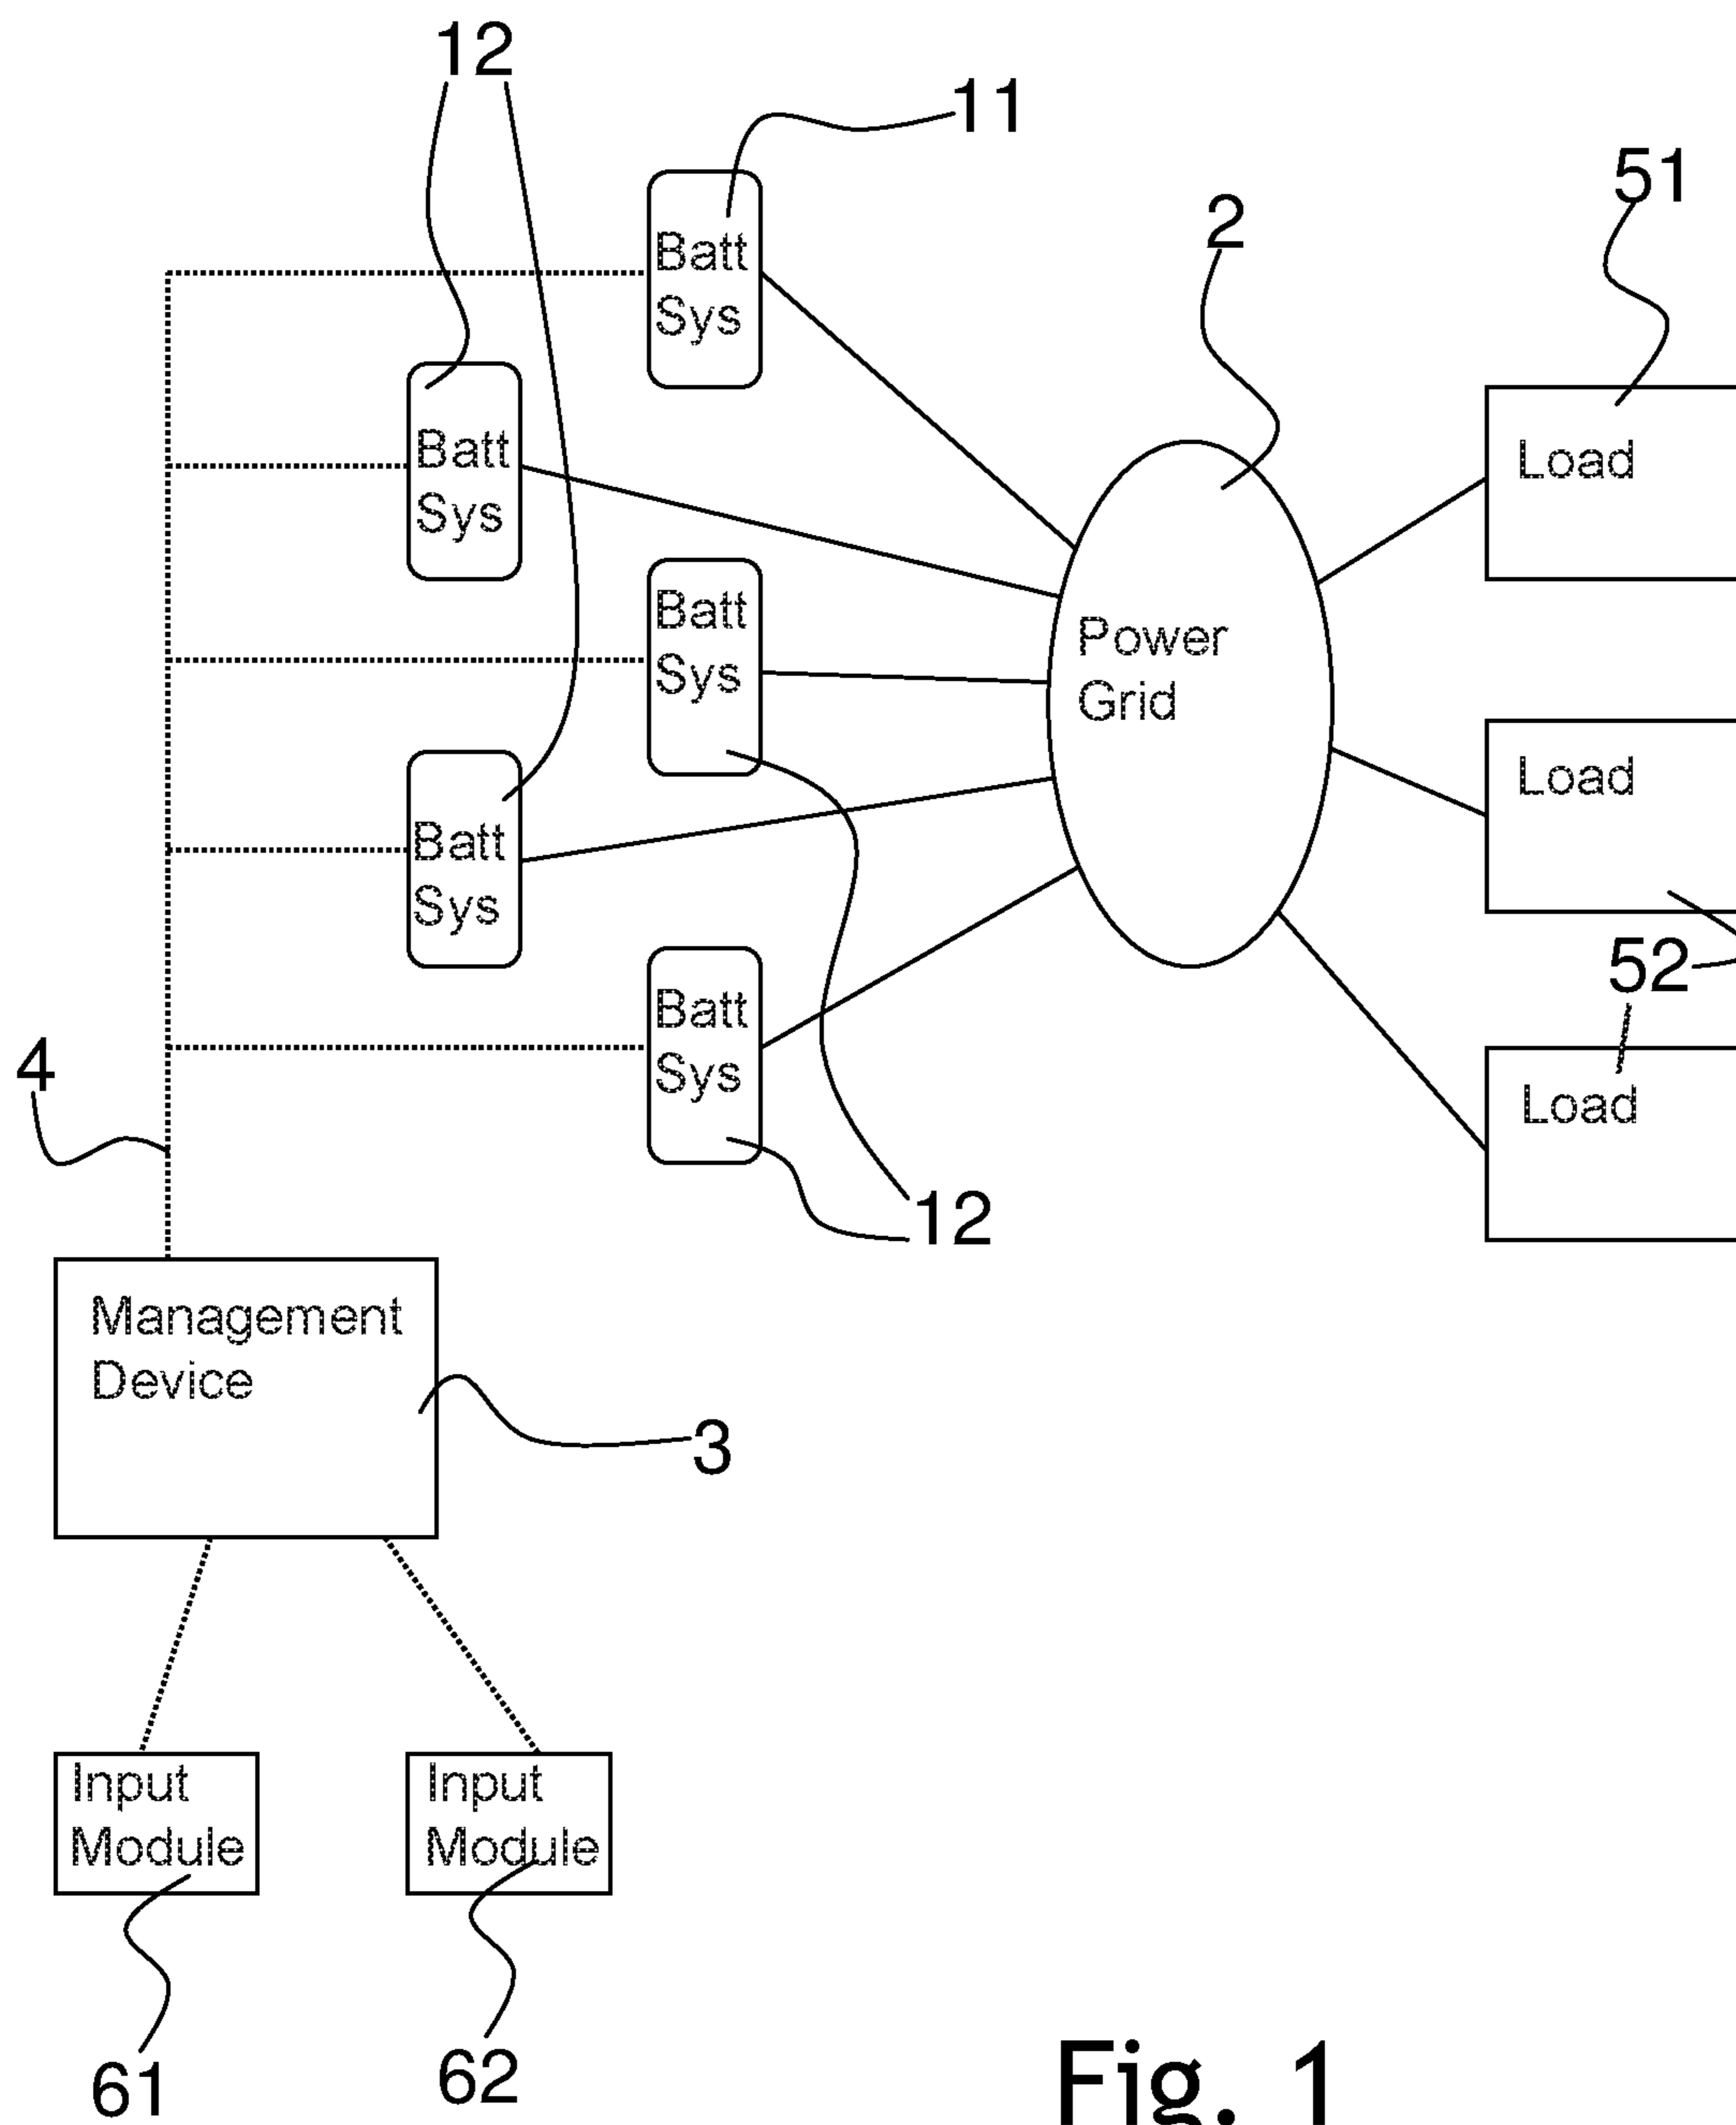 12
11
51
2
Batt
Sys
Load
Batt
Sys
Batt
Sys
Power
Grid
Load
Batt
Sys
52
Batt
Sys
4
Load
12
Management
Device
3
Input
Module
Input
Module
61
62
Fig. 1